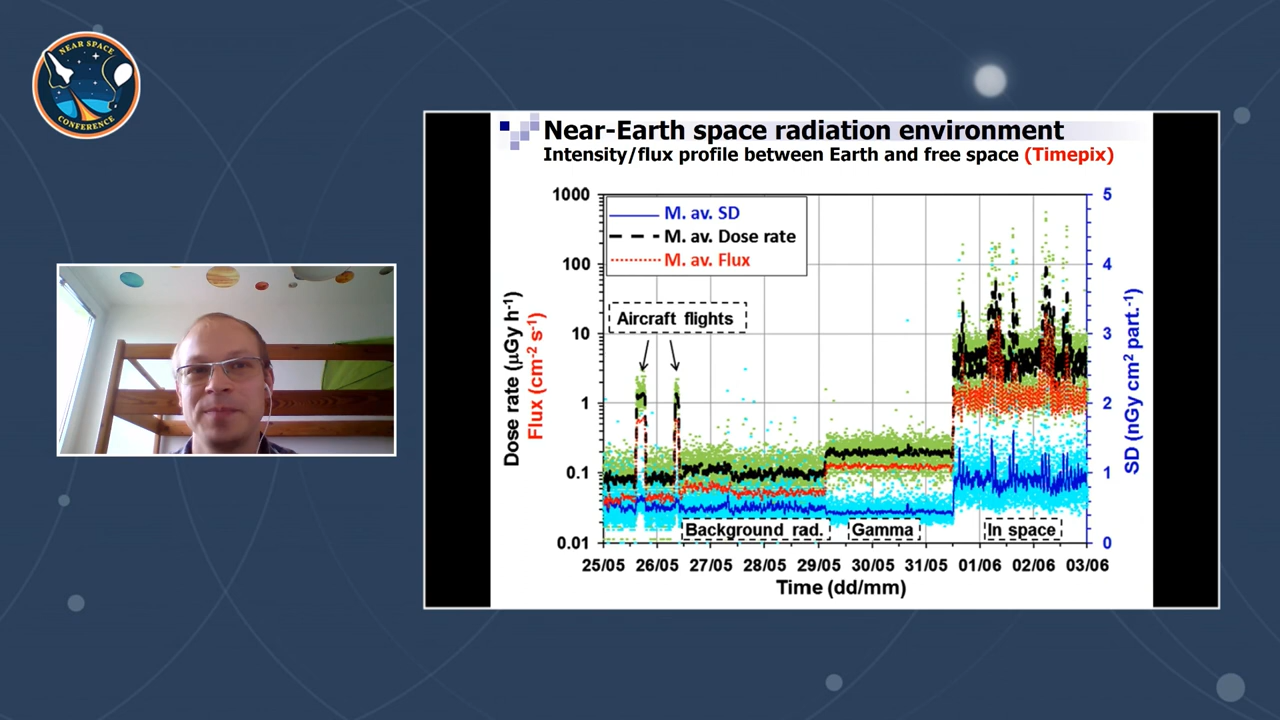 NEAR SPACE
CONFERENCE
Near-Earth space radiation environment
Intensity/flux profile between Earth and free space (Timepix)
1000
100
10
1
0.1
0.01
Dose rate (µGy h-1)
Flux (cm-2 s-1)
M. av. SD
M. av. Dose rate
M. av. Flux
Aircraft flights
Background rad.
Gamma
In space
5
4
3
2
1
0
SD (nGy cm2 part.-1)
25/05 26/05 27/05 28/05 29/05 30/05 31/05 01/06 02/06 03/06
Time (dd/mm)